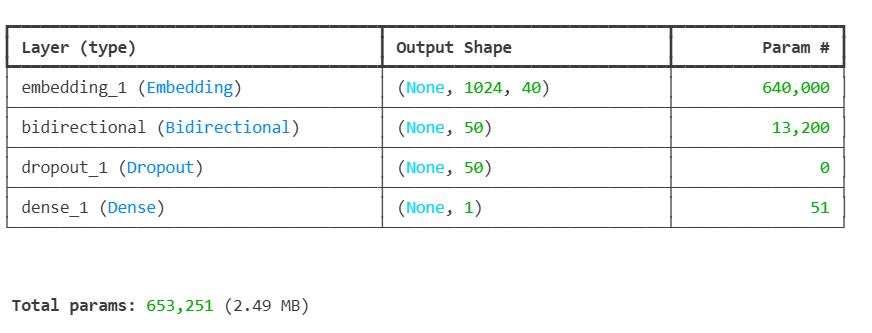 Layer (type) Output Shape Param #
embedding_1 (Embedding) (None, 1024, 40) 640,000
bidirectional (Bidirectional) (None, 50) 13,200
dropout_1 (Dropout) (None, 50) 0
dense_1 (Dense) (None, 1) 51
Total params: 653,251 (2.49 MB)